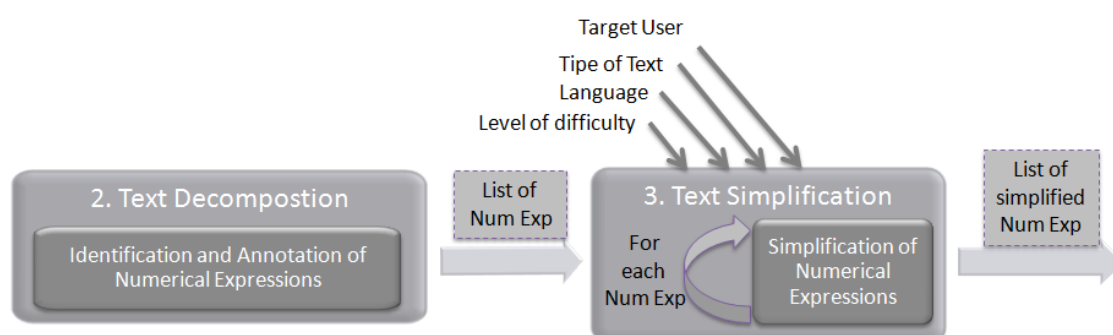 Target User
Tipe of Text
Language
Level of difficulty
2. Text Decompostion
Identification and Annotation of
Numerical Expressions
List of
Num Exp
3. Text Simplification
For
each
Num Exp
Simplification of
Numerical
Expressions
List of
simplified
Num Exp